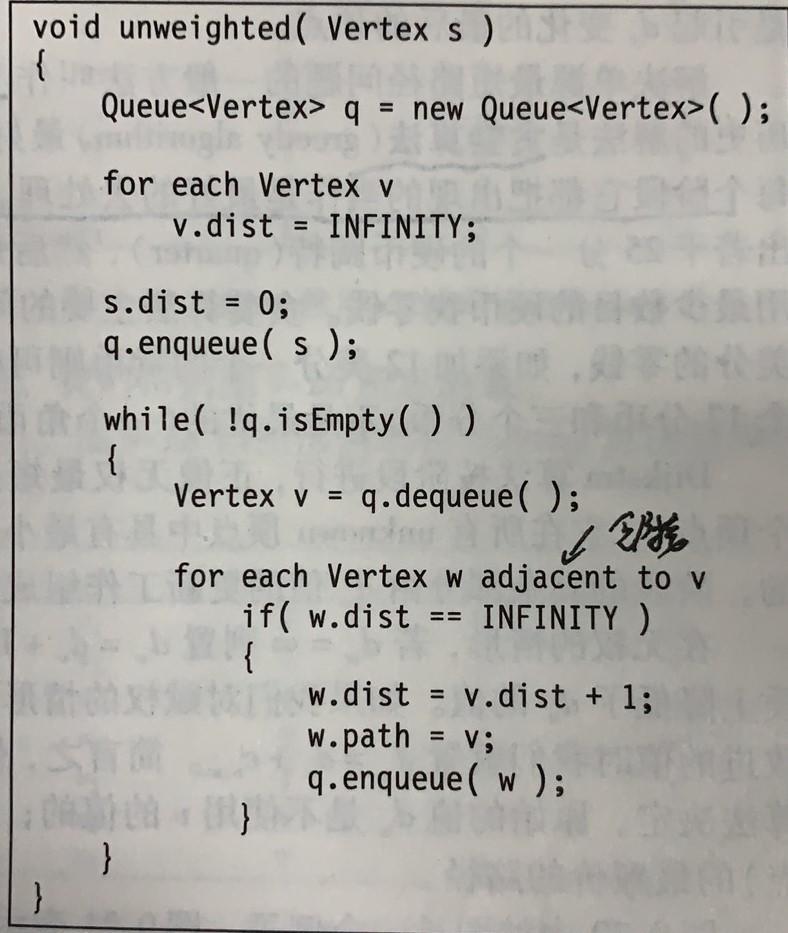 void unweighted( Vertex s )
{
Queue<Vertex> q = new Queue<Vertex>( );
for each Vertex v
v.dist = INFINITY;
s.dist = 0;
q.enqueue( s );
while( !q.isEmpty( ) )
{
Vertex v = q.dequeue( );
for each Vertex w adjacent to v
if( w.dist == INFINITY )
{
w.dist = v.dist + 1;
w.path = v;
q.enqueue( w );
}
}
}